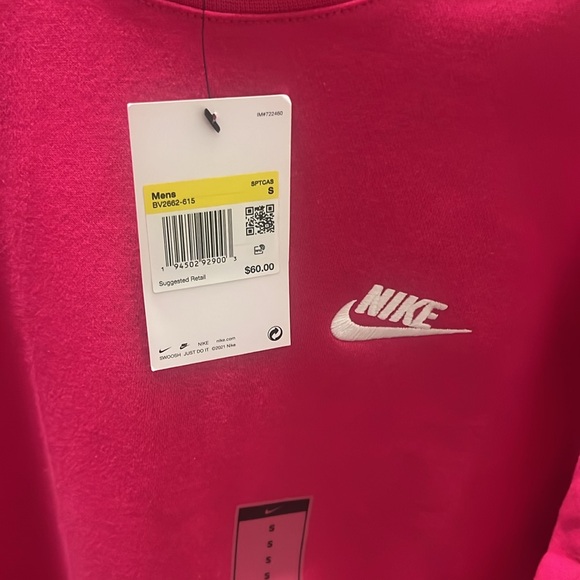 IM#722460
Mens
SPTCAS
BV2662-615
S
1 94502 92900 3
Suggested Retail
$60.00
NIKE nike.com
SWOOSH JUST DO IT ©2021 Nike
NIKE
S
S
S
S